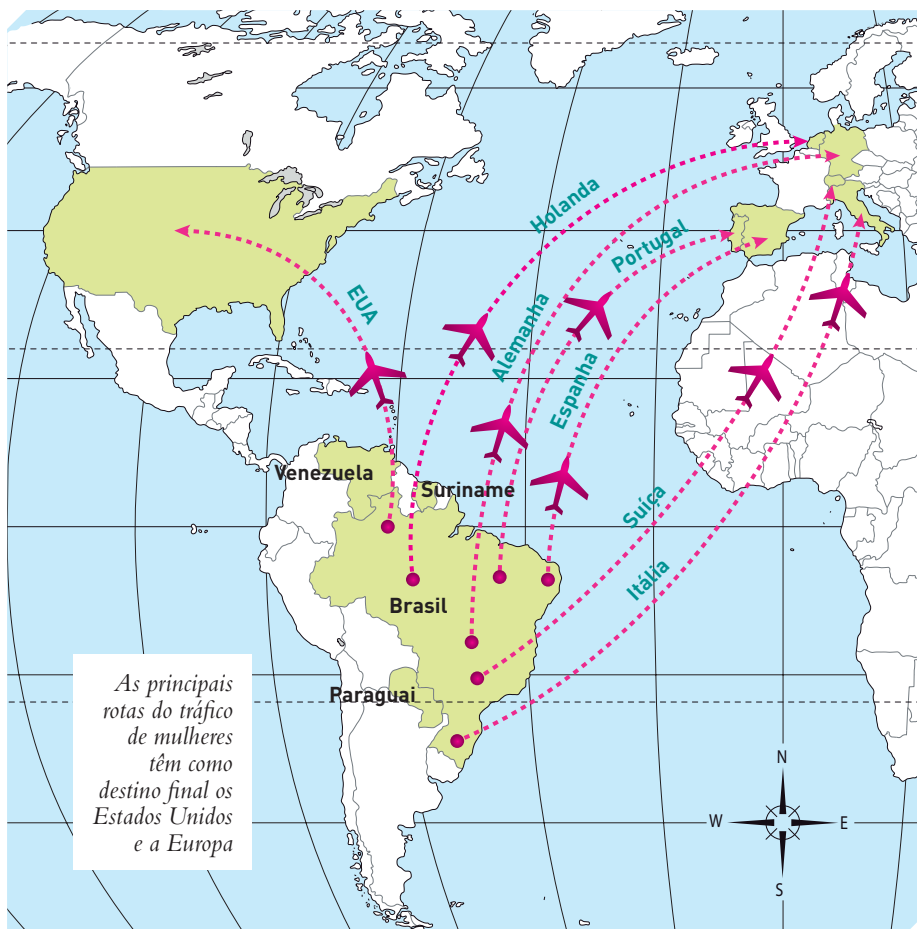 Holanda
Portugal
EUA
Alemanha
Espanha
Venezuela
Suriname
Suíça
Itália
Brasil
Paraguai
As principais
rotas do tráfico
de mulheres
têm como
destino final os
Estados Unidos
e a Europa
N
W
E
S